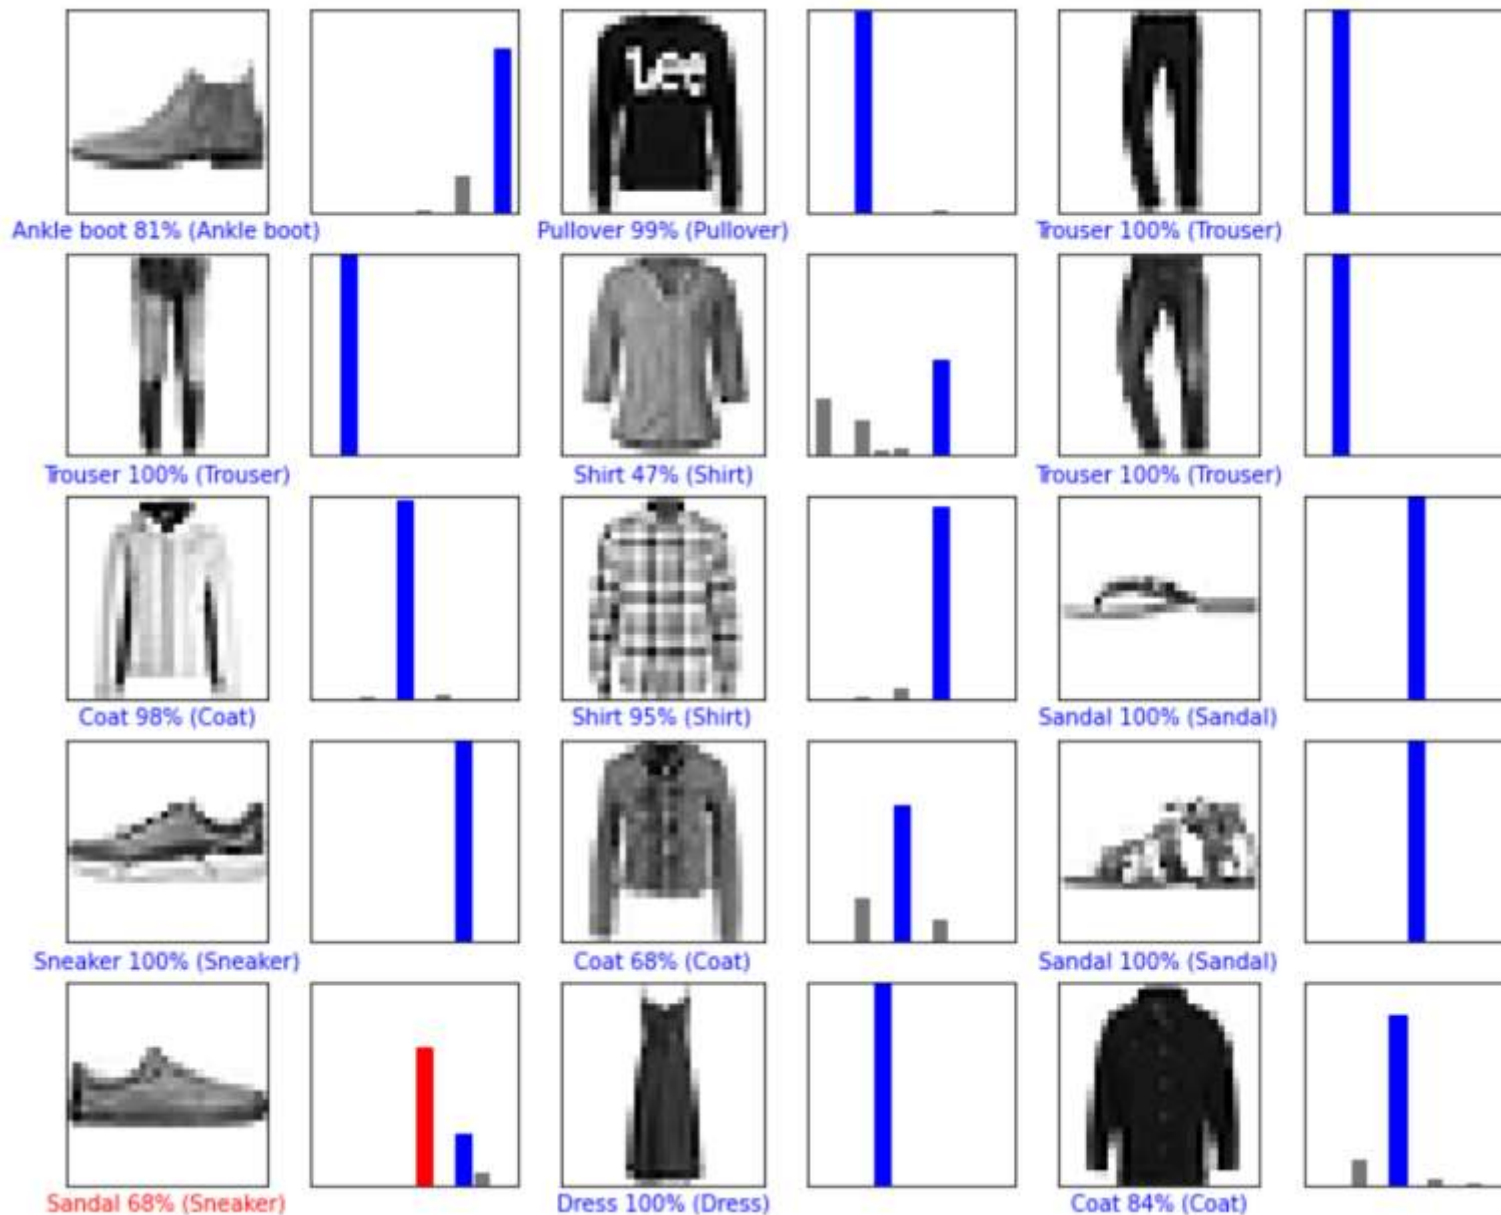 Lee
Ankle boot 81% (Ankle boot)
Pullover 99% (Pullover)
Trouser 100% (Trouser)
Trouser 100% (Trouser)
Shirt 47% (Shirt)
Trouser 100% (Trouser)
Coat 98% (Coat)
Shirt 95% (Shirt)
Sandal 100% (Sandal)
Sneaker 100% (Sneaker)
Coat 68% (Coat)
Sandal 100% (Sandal)
Sandal 68% (Sneaker)
Dress 100% (Dress)
Coat 84% (Coat)